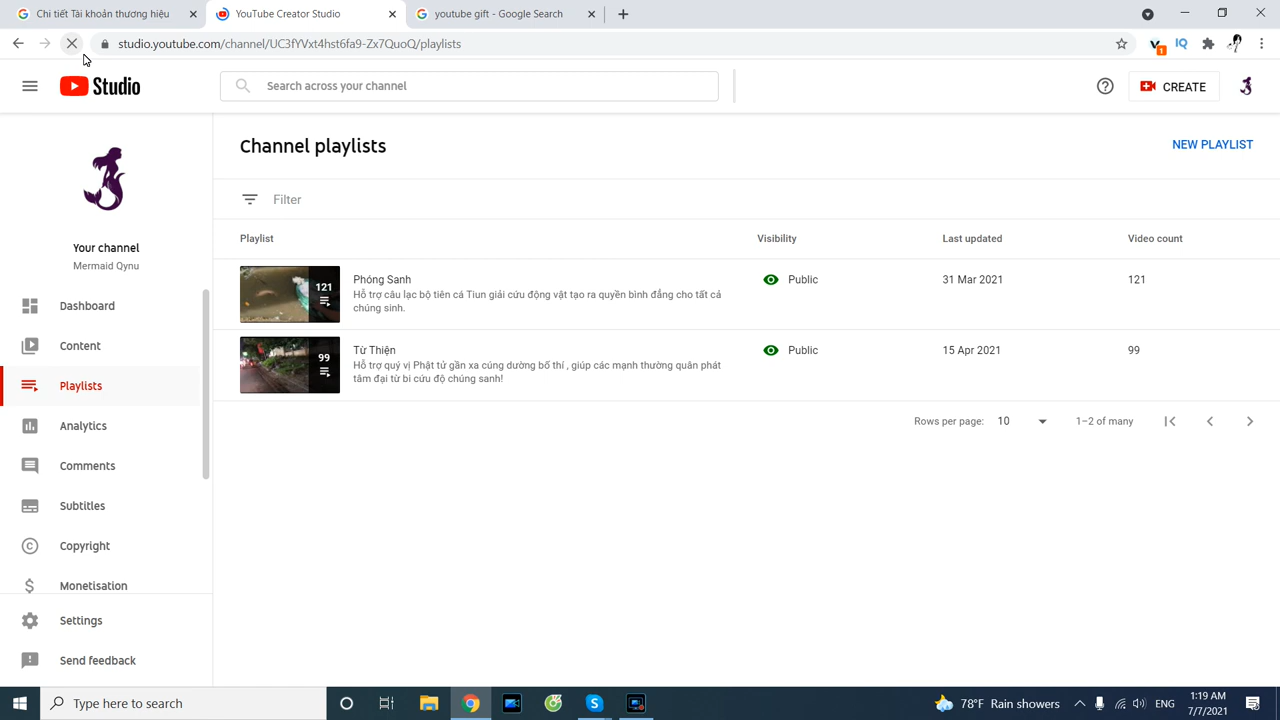 Chi tiết Tài khoản thương hiệu
YouTube Creator Studio
youtube gift - Google Search
studio.youtube.com/channel/UC3fYVxt4hst6fa9-Zx7QuoQ/playlists
1
IQ
Studio
Search across your channel
CREATE
Channel playlists
NEW PLAYLIST
Filter
Your channel
Mermaid Qynu
Dashboard
Content
Playlists
Analytics
Comments
Subtitles
Copyright
Monetisation
Settings
Send feedback
Playlist
Visibility
Last updated
Video count
121
Phóng Sanh
Hỗ trợ câu lạc bộ tiên cá Tiun giải cứu động vật tạo ra quyền bình đẳng cho tất cả
chúng sinh.
Public
31 Mar 2021
121
99
Từ Thiện
Hỗ trợ quý vị Phật tử gần xa cúng dường bố thí , giúp các mạnh thường quân phát
tâm đại từ bi cứu độ chúng sanh!
Public
15 Apr 2021
99
Rows per page:
10
1–2 of many
Type here to search
78°F Rain showers
ENG
1:19 AM
7/7/2021